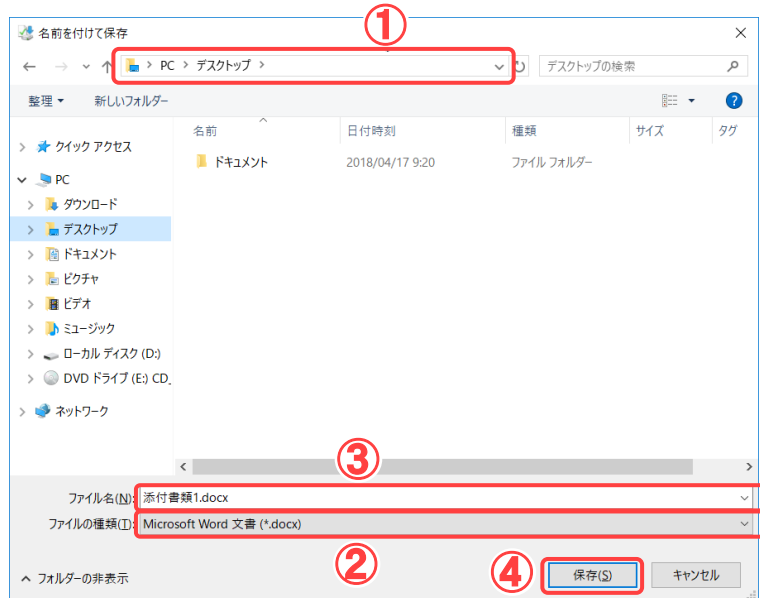 名前を付けて保存
①
PC デスクトップ
デスクトップの検索
整理 新しいフォルダー
名前 日付時刻 種類 サイズ タグ
ドキュメント 2018/04/17 9:20 ファイル フォルダー
クイック アクセス
PC
ダウンロード
デスクトップ
ドキュメント
ピクチャ
ビデオ
ミュージック
ローカル ディスク (D:)
DVD ドライブ (E:) CD_
ネットワーク
③
ファイル名(N): 添付書類1.docx
ファイルの種類(T): Microsoft Word 文書 (*.docx)
②
④
フォルダーの非表示
保存(S) キャンセル